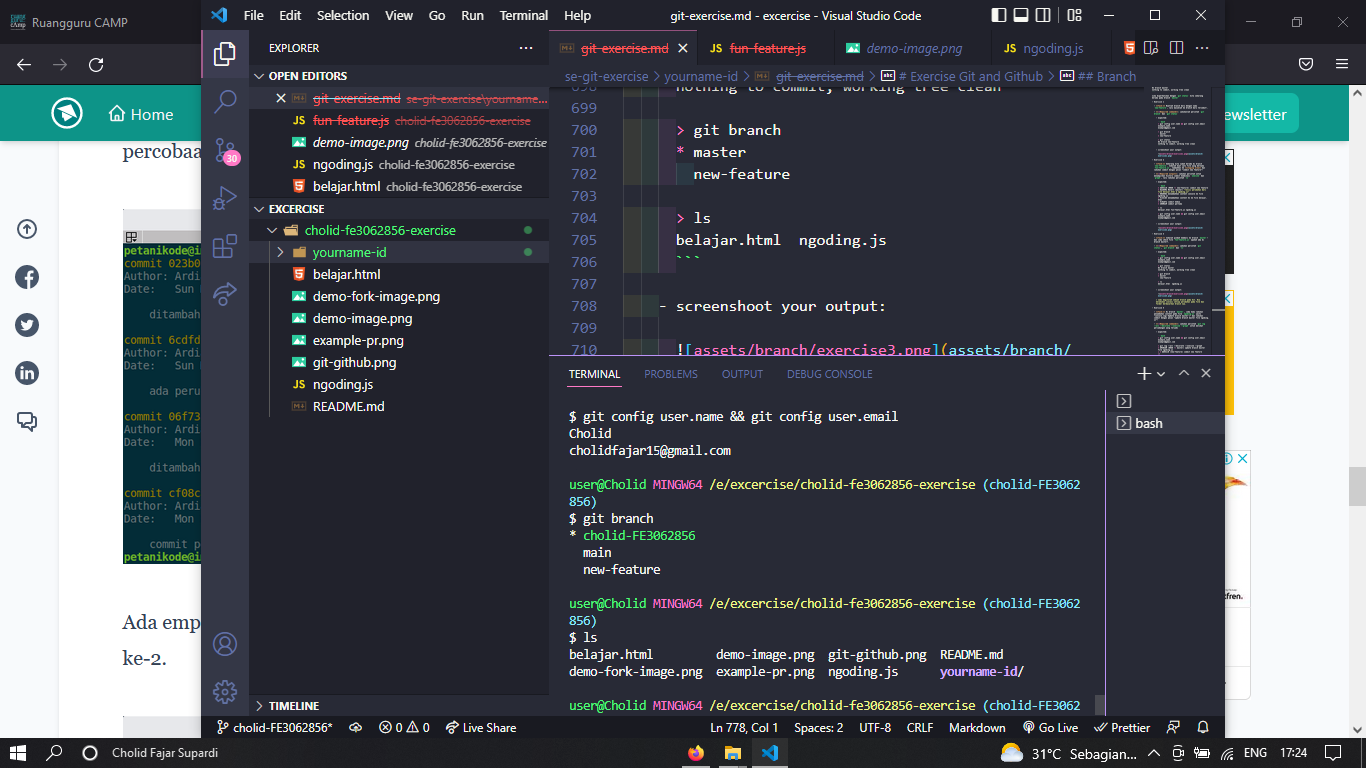 Ruangguru CAMP
File Edit Selection View Go Run Terminal Help
git-exercise.md - excercise - Visual Studio Code
EXPLORER
OPEN EDITORS
git-exercise.md se-git-exercise\yourname...
fun-feature.js cholid-fe3062856-exercise
demo-image.png cholid-fe3062856-exercise
ngoding.js cholid-fe3062856-exercise
belajar.html cholid-fe3062856-exercise
EXCERCISE
cholid-fe3062856-exercise
yourname-id
belajar.html
demo-fork-image.png
demo-image.png
example-pr.png
git-github.png
ngoding.js
README.md
TIMELINE
30
git-exercise.md
fun-feature.js
demo-image.png
ngoding.js
se-git-exercise > yourname-id > git-exercise.md > # Exercise Git and Github > ## Branch
698 nothing to commit, working tree clean
699
700 > git branch
701 * master
702 new-feature
703
704 > ls
705 belajar.html ngoding.js
706 ```
707
708 - screenshoot your output:
709
710 ![assets/branch/exercise3.png](assets/branch/
TERMINAL PROBLEMS OUTPUT DEBUG CONSOLE
bash
$ git config user.name && git config user.email
Cholid
cholidfajar15@gmail.com
user@Cholid MINGW64 /e/excercise/cholid-fe3062856-exercise (cholid-FE3062
856)
$ git branch
* cholid-FE3062856
main
new-feature
user@Cholid MINGW64 /e/excercise/cholid-fe3062856-exercise (cholid-FE3062
856)
$ ls
belajar.html demo-image.png git-github.png README.md
demo-fork-image.png example-pr.png ngoding.js yourname-id/
user@Cholid MINGW64 /e/excercise/cholid-fe3062856-exercise (cholid-FE3062
cholid-FE3062856* 0 0 Live Share Ln 778, Col 1 Spaces: 2 UTF-8 CRLF Markdown Go Live Prettier
Home
ewsletter
percobaa
petanikode@i
commit 023b0
Author: Ardi
Date: Sun
ditambah
commit 6cdfd
Author: Ardi
Date: Sun
ada peru
commit 06f73
Author: Ardi
Date: Mon
ditambah
commit cf08c
Author: Ardi
Date: Mon
commit p
petanikode@i
Ada emp
ke-2.
Cholid Fajar Supardi
31°C Sebagian... ENG 17:24